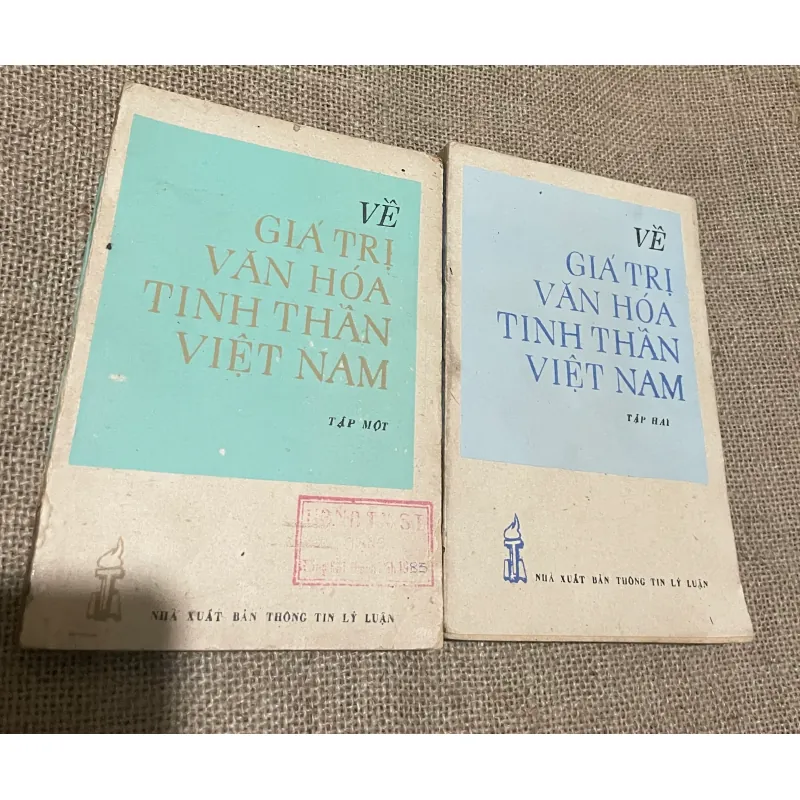 VỀ
GIÁ TRỊ
VĂN HÓA
TINH THẦN
VIỆT NAM
TẬP MỘT
1985
NHÀ XUẤT BẢN THÔNG TIN LÝ LUẬN
VỀ
GIÁ TRỊ
VĂN HÓA
TINH THẦN
VIỆT NAM
TẬP HAI
NHÀ XUẤT BẢN THÔNG TIN LÝ LUẬN